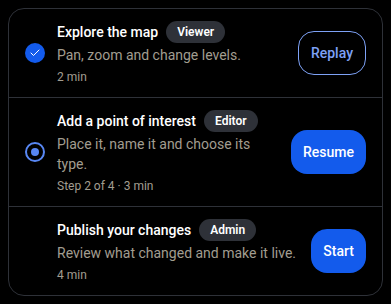 Explore the map Viewer
Pan, zoom and change levels.
2 min
Replay
Add a point of interest Editor
Place it, name it and choose its
type.
Step 2 of 4 · 3 min
Resume
Publish your changes Admin
Review what changed and make it live.
4 min
Start